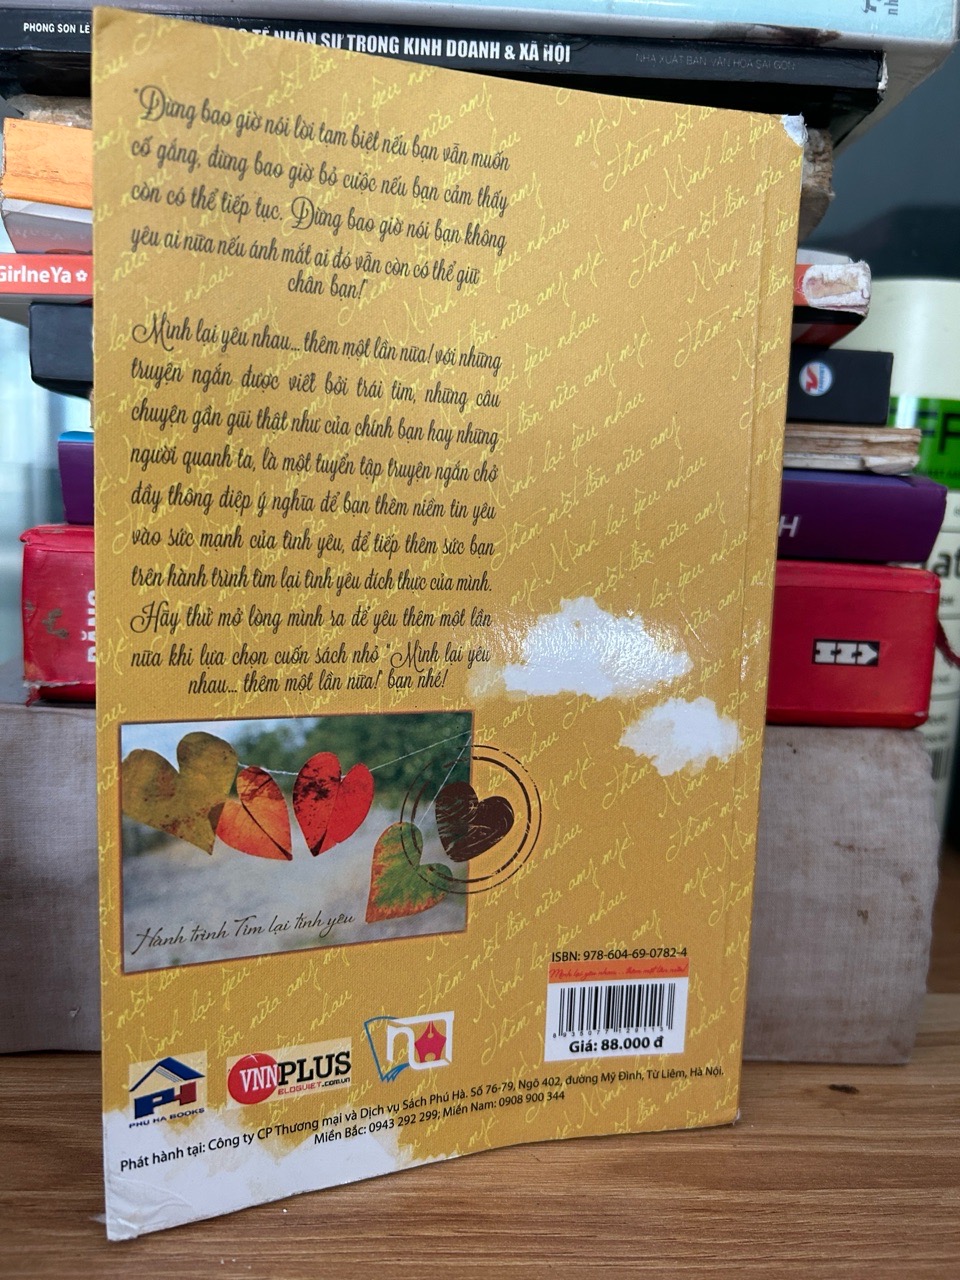 PHONG SON LÊ
TẾ NHÂN SỰ TRONG KINH DOANH & XÃ HỘI
NHÀ XUẤT BẢN VĂN HÓA SÀI GÒN
GirlneYa
"Đừng bao giờ nói lời tạm biệt nếu bạn vẫn muốn
cố gắng, đừng bao giờ bỏ cuộc nếu bạn cảm thấy
còn có thể tiếp tục. Đừng bao giờ nói bạn không
yêu ai nữa nếu ánh mắt ai đó vẫn còn có thể giữ
chân bạn!"
Mình lại yêu nhau... thêm một lần nữa! với những
truyện ngắn được viết bởi trái tim, những câu
chuyện gần gũi thật như của chính bạn hay những
người quanh ta, là một tuyển tập truyện ngắn chở
đầy thông điệp ý nghĩa để bạn thêm niềm tin yêu
vào sức mạnh của tình yêu, để tiếp thêm sức bạn
trên hành trình tìm lại tình yêu đích thực của mình.
Hãy thử mở lòng mình ra để yêu thêm một lần
nữa khi lựa chọn cuốn sách nhỏ "Mình lại yêu
nhau... thêm một lần nữa!" bạn nhé!
Hành trình Tìm lại tình yêu
ISBN: 978-604-69-0782-4
Mình lại yêu nhau... thêm một lần nữa!
Giá: 88.000 đ
PHU HA BOOKS
VNNPLUS
BLOGVIET.com.vn
Phát hành tại: Công ty CP Thương mại và Dịch vụ Sách Phú Hà. Số 76-79, Ngõ 402, đường Mỹ Đình, Từ Liêm, Hà Nội.
Miền Bắc: 0943 292 299; Miền Nam: 0908 900 344